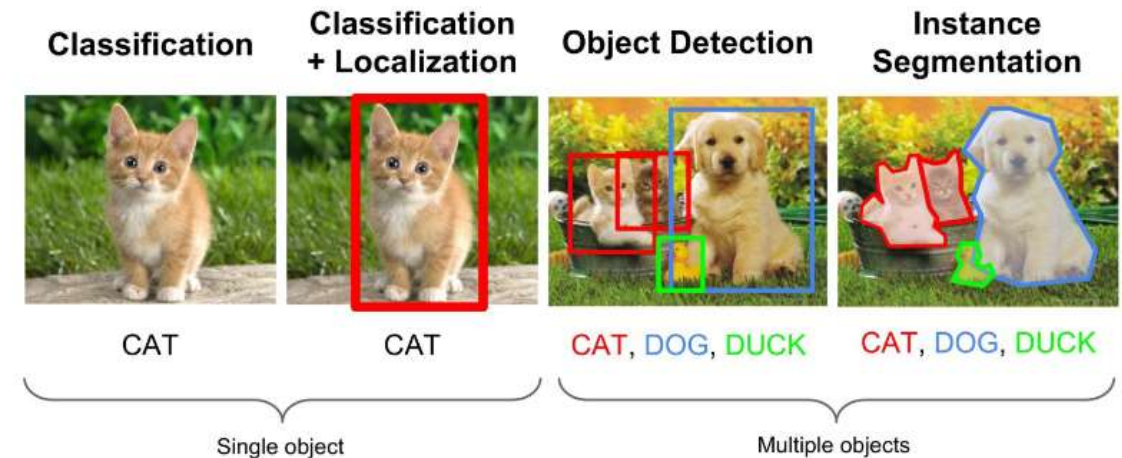 Classification
Classification
+ Localization
Object Detection
Instance
Segmentation
CAT
CAT
CAT, DOG, DUCK
CAT, DOG, DUCK
Single object
Multiple objects